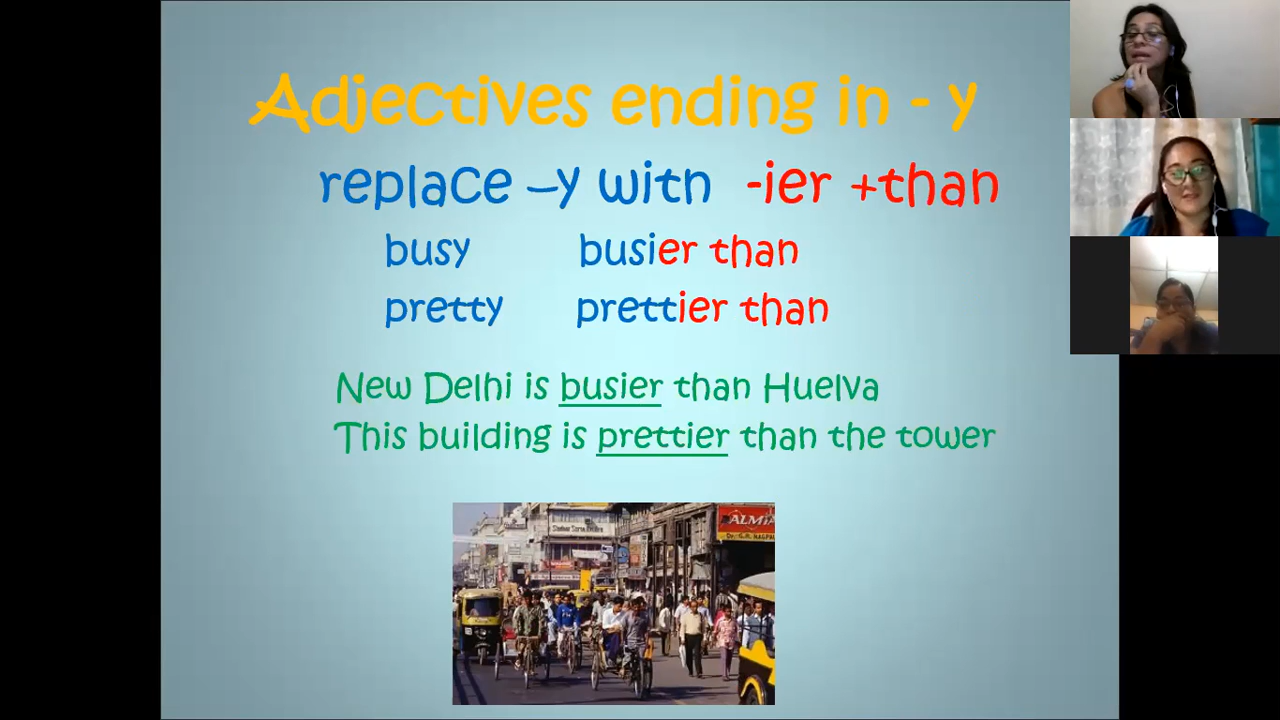 Adjectives ending in - y
replace –y with -ier +than
busy busier than
pretty prettier than
New Delhi is busier than Huelva
This building is prettier than the tower